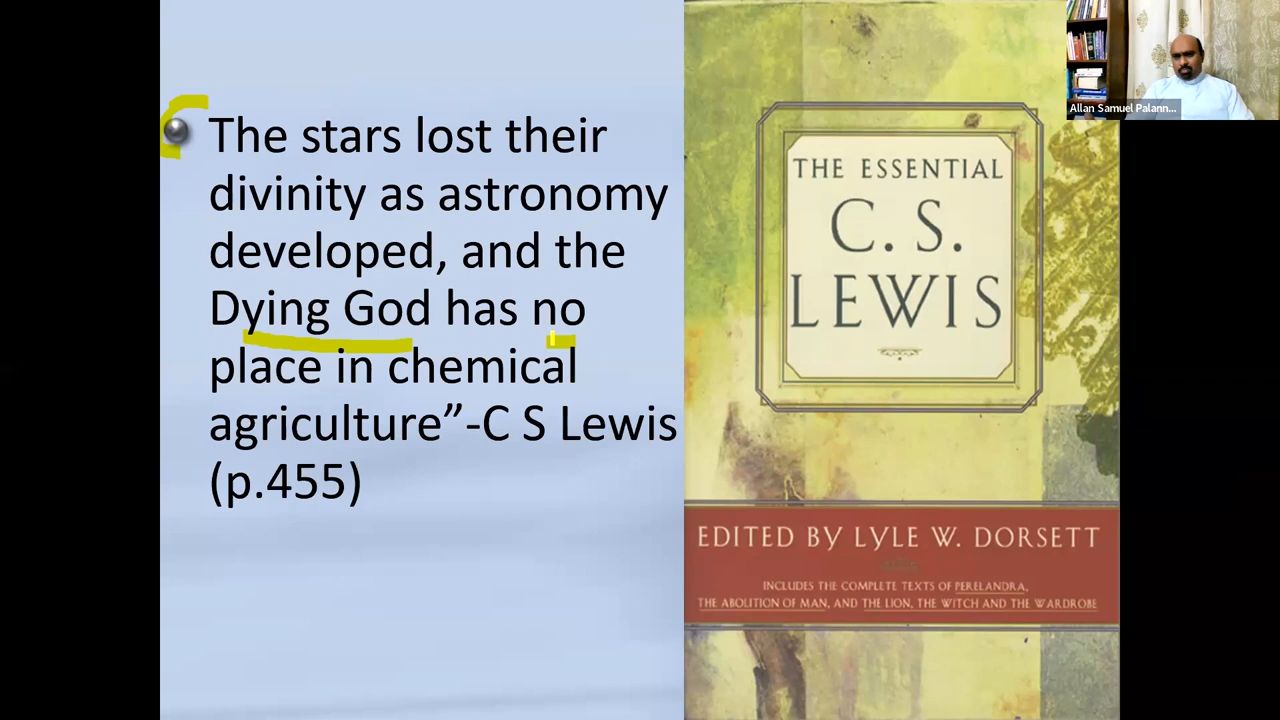 The stars lost their
divinity as astronomy
developed, and the
Dying God has no
place in chemical
agriculture”-C S Lewis
(p.455)
THE ESSENTIAL
C. S.
LEWIS
EDITED BY LYLE W. DORSETT
INCLUDES THE COMPLETE TEXTS OF PERELANDRA,
THE ABOLITION OF MAN, AND THE LION, THE WITCH AND THE WARDROBE
Allan Samuel Palann...